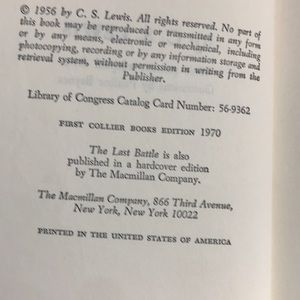 © 1956 by C. S. Lewis. All rights reserved. No part of
this book may be reproduced or transmitted in any form
or by any means, electronic or mechanical, including
photocopying, recording or by any information storage and
retrieval system, without permission in writing from the
Publisher.
Library of Congress Catalog Card Number: 56-9362
FIRST COLLIER BOOKS EDITION 1970
The Last Battle is also
published in a hardcover edition
by The Macmillan Company.
The Macmillan Company, 866 Third Avenue,
New York, New York 10022
PRINTED IN THE UNITED STATES OF AMERICA